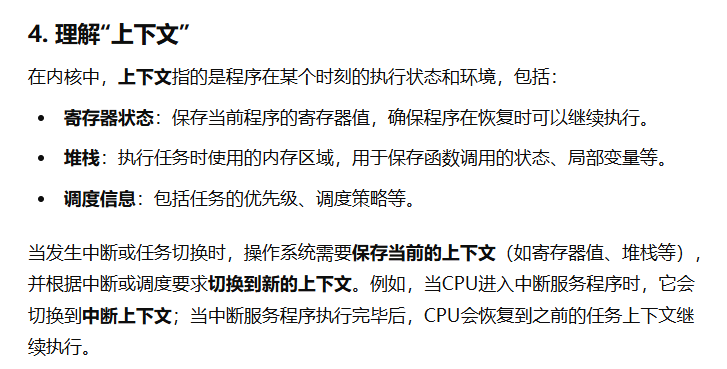 4. 理解“上下文”
在内核中，上下文指的是程序在某个时刻的执行状态和环境，包括：
• 寄存器状态：保存当前程序的寄存器值，确保程序在恢复时可以继续执行。
• 堆栈：执行任务时使用的内存区域，用于保存函数调用的状态、局部变量等。
• 调度信息：包括任务的优先级、调度策略等。
当发生中断或任务切换时，操作系统需要保存当前的上下文（如寄存器值、堆栈等），
并根据中断或调度要求切换到新的上下文。例如，当CPU进入中断服务程序时，它会
切换到中断上下文；当中断服务程序执行完毕后，CPU会恢复到之前的任务上下文继
续执行。